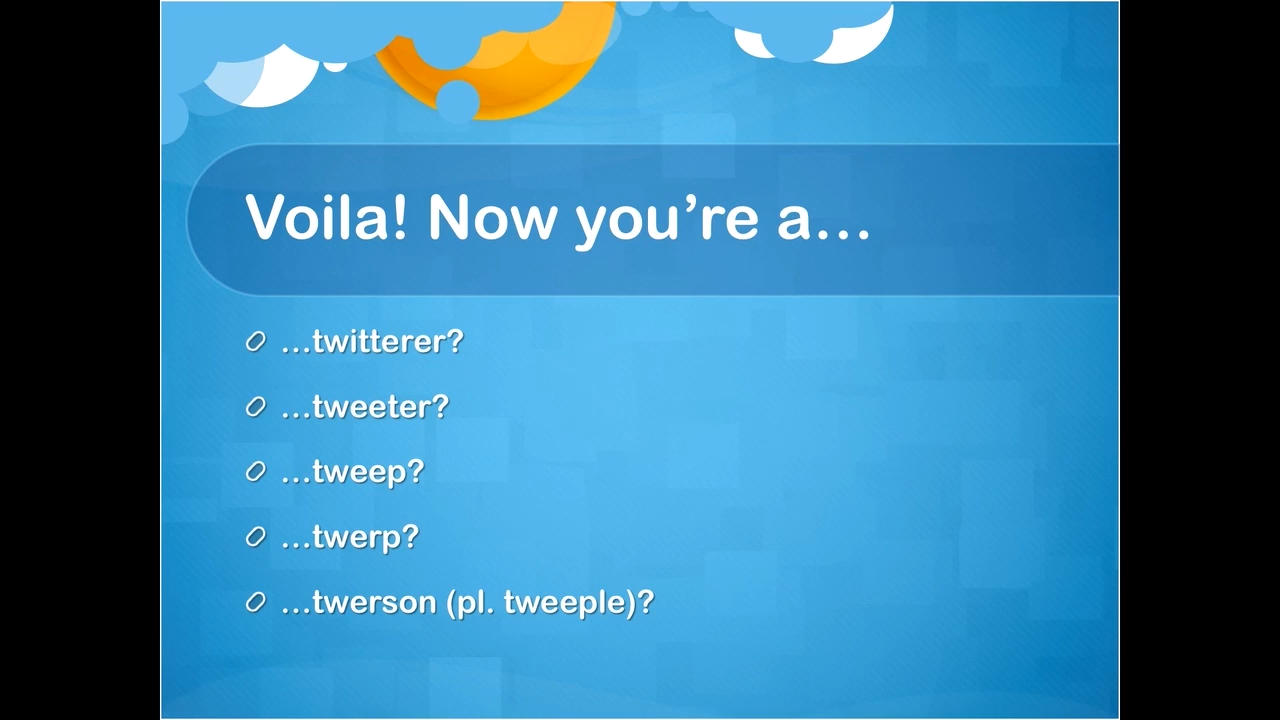 Voila! Now you’re a…
…twitterer?
…tweeter?
…tweep?
…twerp?
…twerson (pl. tweeple)?